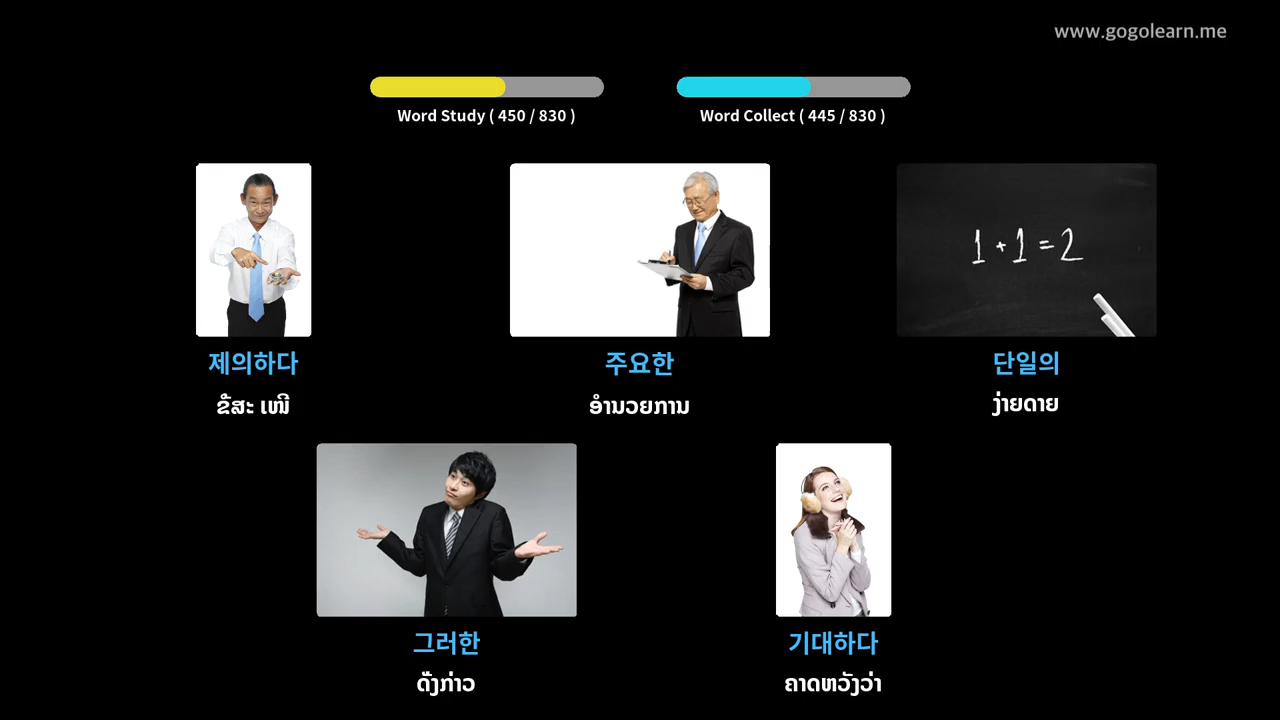 www.gogolearn.me
Word Study ( 450 / 830 )
Word Collect ( 445 / 830 )
1 + 1 = 2
제의하다
주요한
단일의
ຂໍ້ສະ ເໜີ
ອຳນວຍການ
ງ່າຍດາຍ
그러한
기대하다
ດັ່ງກ່າວ
ຄາດຫວັງວ່າ